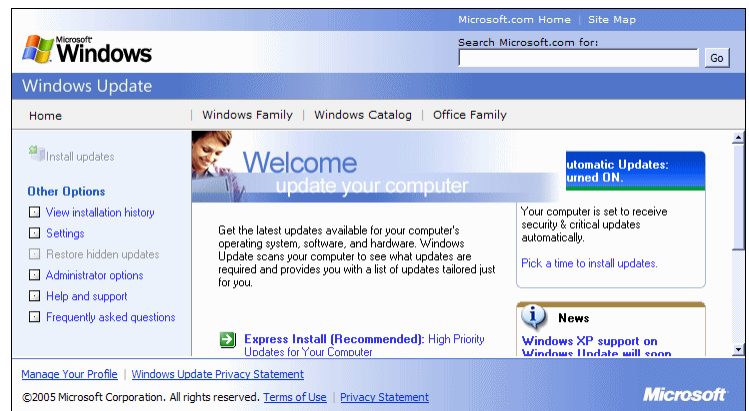 Microsoft.com Home | Site Map
Microsoft
Windows
Search Microsoft.com for:
Go
Windows Update
Home | Windows Family | Windows Catalog | Office Family
Install updates
Other Options
View installation history
Settings
Restore hidden updates
Administrator options
Help and support
Frequently asked questions
Welcome
update your computer
Get the latest updates available for your computer's
operating system, software, and hardware. Windows
Update scans your computer to see what updates are
required and provides you with a list of updates tailored just
for you.
Express Install (Recommended): High Priority
Updates for Your Computer
utomatic Updates:
urned ON.
Your computer is set to receive
security & critical updates
automatically.
Pick a time to install updates.
News
Windows XP support on
Windows Update will soon
Manage Your Profile | Windows Update Privacy Statement
©2005 Microsoft Corporation. All rights reserved. Terms of Use | Privacy Statement
Microsoft